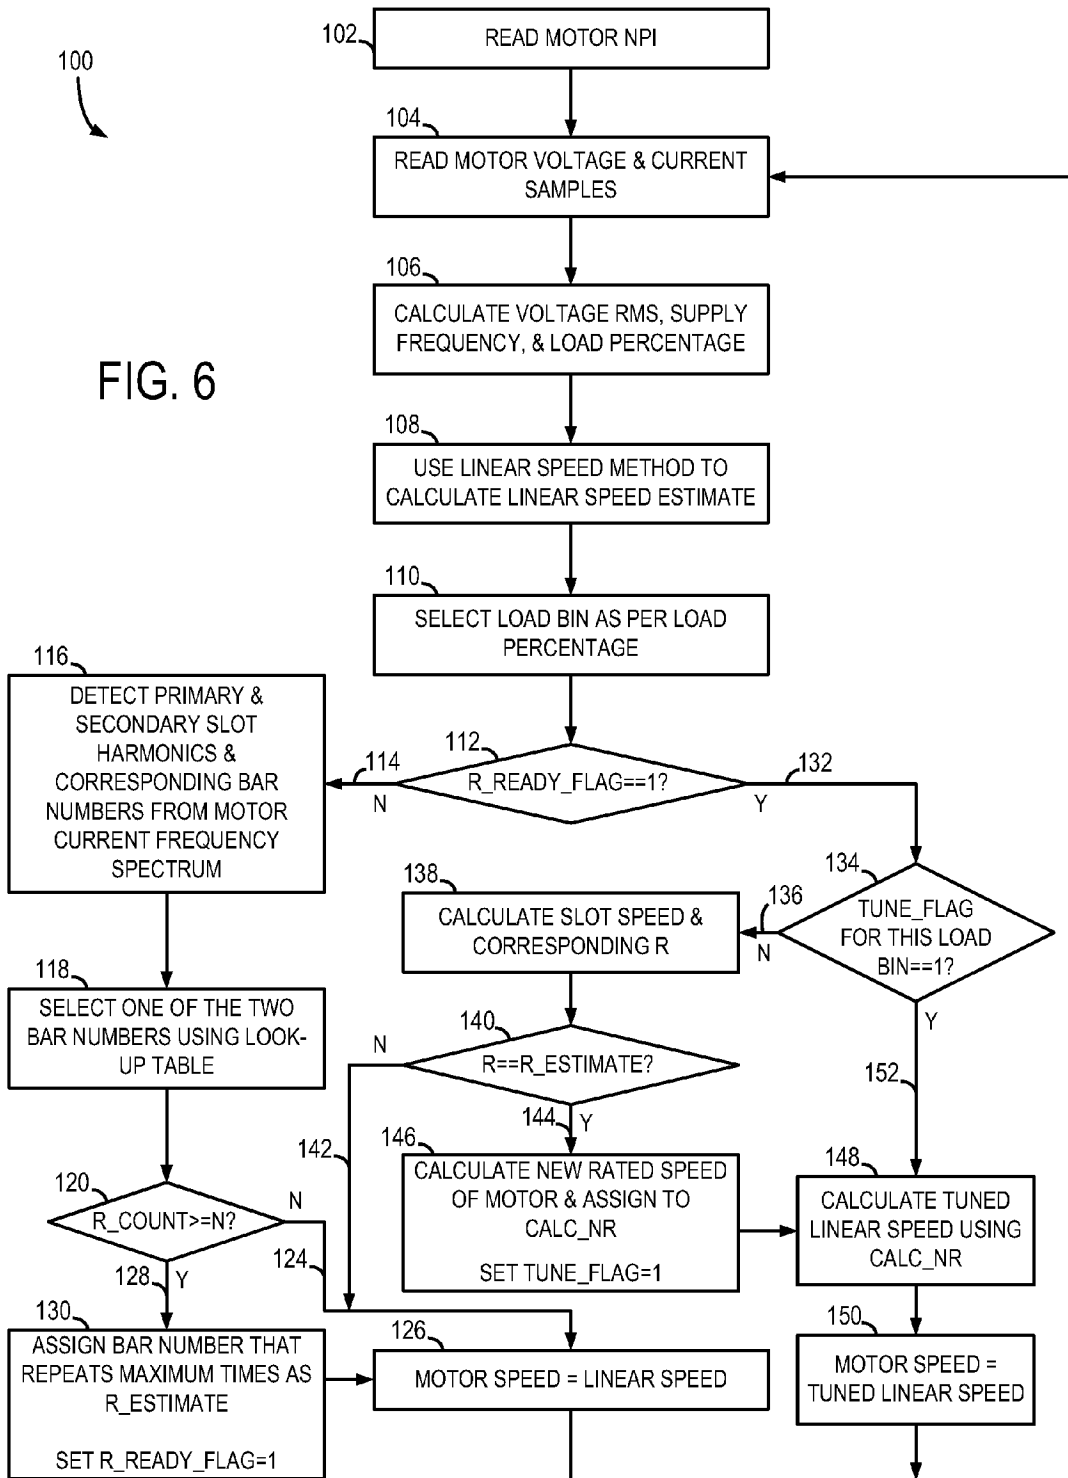 102
READ MOTOR NPI
100
104
READ MOTOR VOLTAGE & CURRENT
SAMPLES
106
CALCULATE VOLTAGE RMS, SUPPLY
FREQUENCY, & LOAD PERCENTAGE
FIG. 6
108
USE LINEAR SPEED METHOD TO
CALCULATE LINEAR SPEED ESTIMATE
110
SELECT LOAD BIN AS PER LOAD
PERCENTAGE
116
DETECT PRIMARY &
SECONDARY SLOT
HARMONICS &
CORRESPONDING BAR
NUMBERS FROM MOTOR
CURRENT FREQUENCY
SPECTRUM
114
N
112
R_READY_FLAG==1?
132
Y
134
TUNE_FLAG
FOR THIS LOAD
BIN==1?
136
N
Y
138
CALCULATE SLOT SPEED &
CORRESPONDING R
118
SELECT ONE OF THE TWO
BAR NUMBERS USING LOOK-
UP TABLE
140
N
R==R_ESTIMATE?
144
Y
152
142
146
CALCULATE NEW RATED SPEED
OF MOTOR & ASSIGN TO
CALC_NR
SET TUNE_FLAG=1
148
CALCULATE TUNED
LINEAR SPEED USING
CALC_NR
120
R_COUNT>=N?
N
124
128
Y
130
ASSIGN BAR NUMBER THAT
REPEATS MAXIMUM TIMES AS
R_ESTIMATE
SET R_READY_FLAG=1
126
MOTOR SPEED = LINEAR SPEED
150
MOTOR SPEED =
TUNED LINEAR SPEED